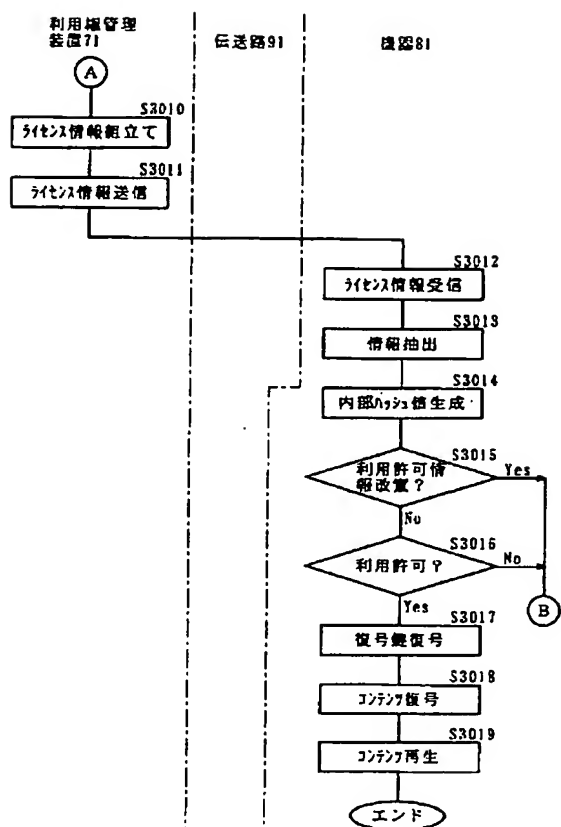 利用権管理
装置71
伝送路91
機器81
A
S3010
ライセンス情報組立て
S3011
ライセンス情報送信
S3012
ライセンス情報受信
S3013
情報抽出
S3014
内部ハッシュ値生成
S3015
利用許可情
報改竄?
Yes
No
S3016
利用許可?
No
Yes
B
S3017
復号鍵復号
S3018
コンテンツ復号
S3019
コンテンツ再生
エンド